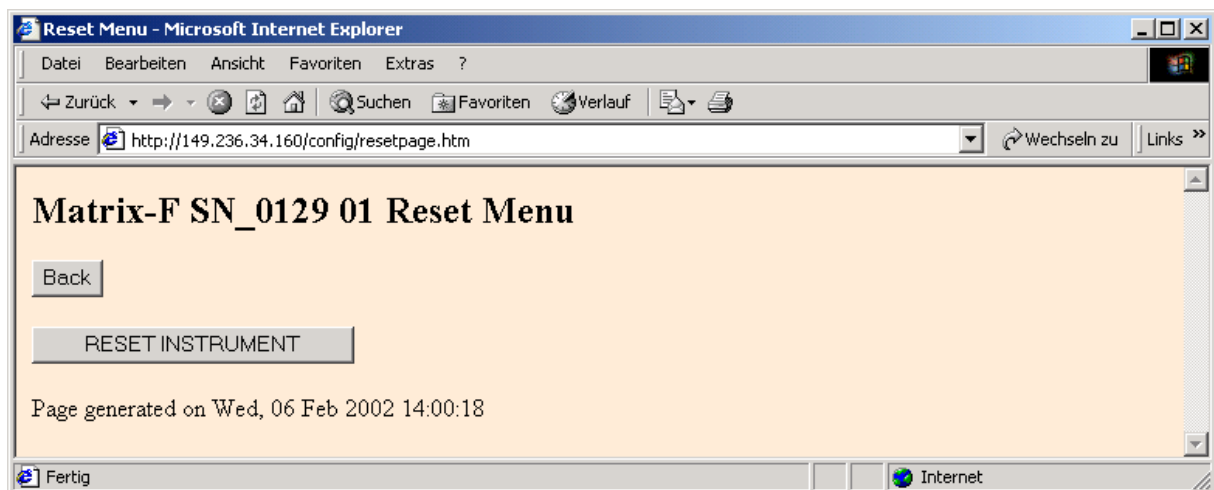 Reset Menu - Microsoft Internet Explorer
Datei Bearbeiten Ansicht Favoriten Extras ?
Zurück Suchen Favoriten Verlauf
Adresse http://149.236.34.160/config/resetpage.htm Wechseln zu Links »
Matrix-F SN_0129 01 Reset Menu
Back
RESET INSTRUMENT
Page generated on Wed, 06 Feb 2002 14:00:18
Fertig Internet